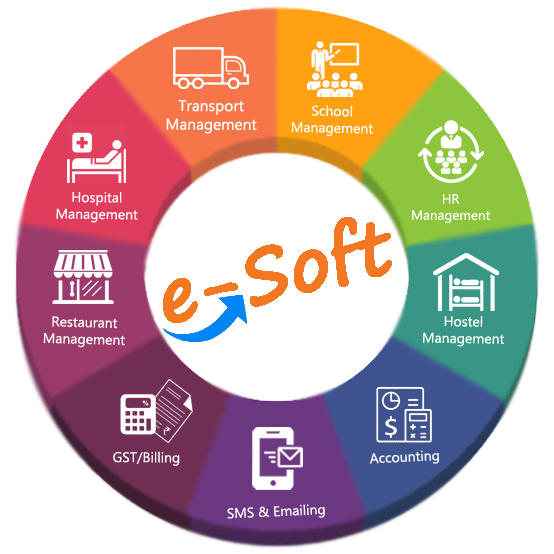 Transport
Management
School
Management
HR
Management
Hostel
Management
Accounting
SMS & Emailing
GST/Billing
Restaurant
Management
Hospital
Management
e-Soft
$
%